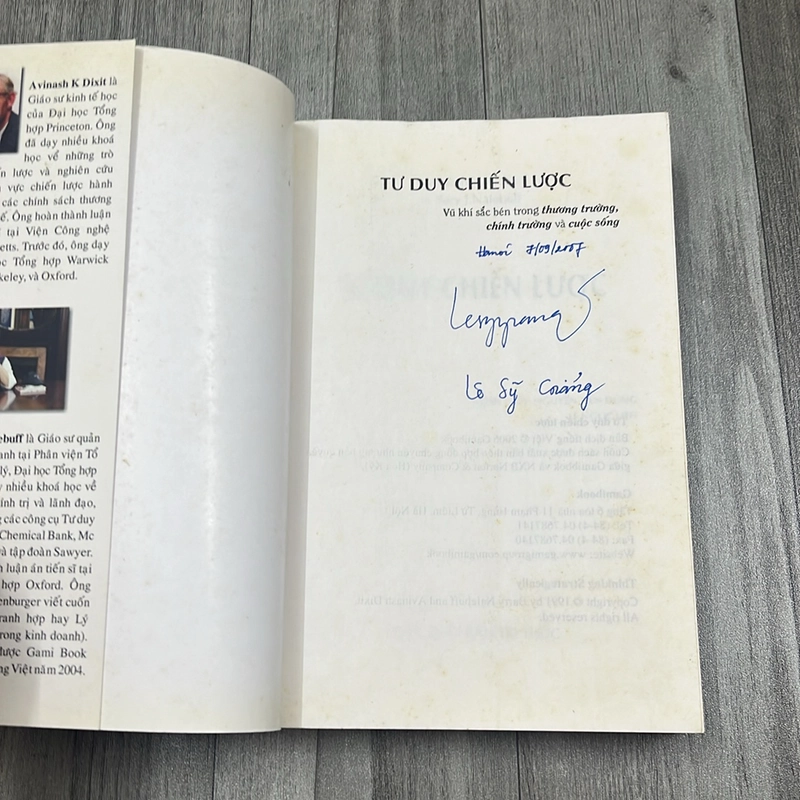 Avinash K Dixit là
Giáo sư kinh tế học
của Đại học Tổng
hợp Princeton. Ông
đã dạy nhiều khoá
học về những trò
lược và nghiên cứu
vực chiến lược hành
các chính sách thương
Ông hoàn thành luận
tại Viện Công nghệ
etts. Trước đó, ông dạy
Tổng hợp Warwick
keley, và Oxford.
ebuff là Giáo sư quản
anh tại Phân viện Tổ
lý, Đại học Tổng hợp
nhiều khoá học về
ính trị và lãnh đạo,
g các công cụ Tư duy
Chemical Bank, Mc
và tập đoàn Sawyer.
luận án tiến sĩ tại
hợp Oxford. Ông
enburger viết cuốn
ranh hợp hay Lý
rong kinh doanh).
được Gami Book
ng Việt năm 2004.
TƯ DUY CHIẾN LƯỢC
Vũ khí sắc bén trong thương trường,
chính trường và cuộc sống
Hanoi 7/09/2007
Lê Sỹ Giảng